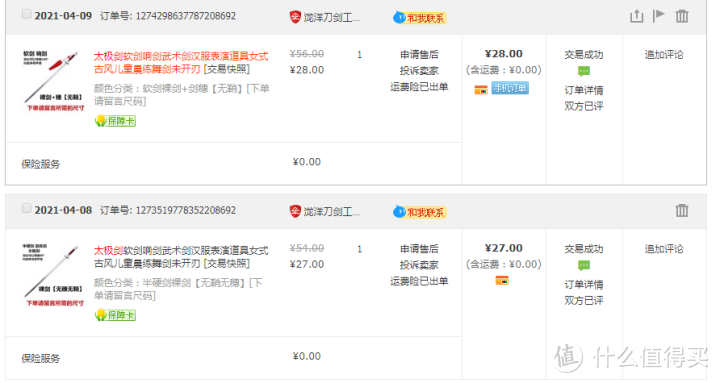 2021-04-09 订单号: 1274298637787208692 泷洋刀剑工... 和我联系
软剑 响剑
裸剑+穗【无鞘】
下单请留言所需的尺寸
太极剑软剑响剑武术剑汉服表演道具女式
古风儿童晨练舞剑未开刃 [交易快照]
颜色分类：软剑裸剑+剑穗【无鞘】[下单
请留言尺码]
保障卡
¥56.00
¥28.00
1
申请售后
投诉卖家
运费险已出单
¥28.00
(含运费：¥0.00)
手机订单
交易成功
订单详情
双方已评
追加评论
保险服务 ¥0.00
2021-04-08 订单号: 1273519778352208692 泷洋刀剑工... 和我联系
裸剑【无穗无鞘】
下单请留言所需的尺寸
太极剑软剑响剑武术剑汉服表演道具女式
古风儿童晨练舞剑未开刃 [交易快照]
颜色分类：半硬剑裸剑【无鞘无穗】[下
单请留言尺码]
保障卡
¥54.00
¥27.00
1
申请售后
投诉卖家
运费险已出单
¥27.00
(含运费：¥0.00)
交易成功
订单详情
双方已评
追加评论
保险服务 ¥0.00
值 什么值得买